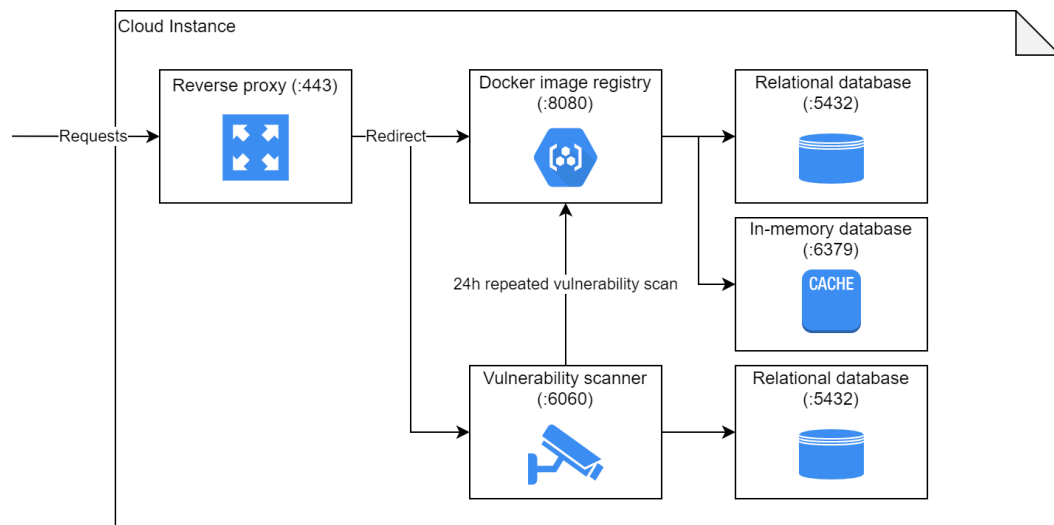 Cloud Instance
Reverse proxy (:443)
Docker image registry
(:8080)
Relational database
(:5432)
Requests
Redirect
In-memory database
(:6379)
CACHE
24h repeated vulnerability scan
Vulnerability scanner
(:6060)
Relational database
(:5432)